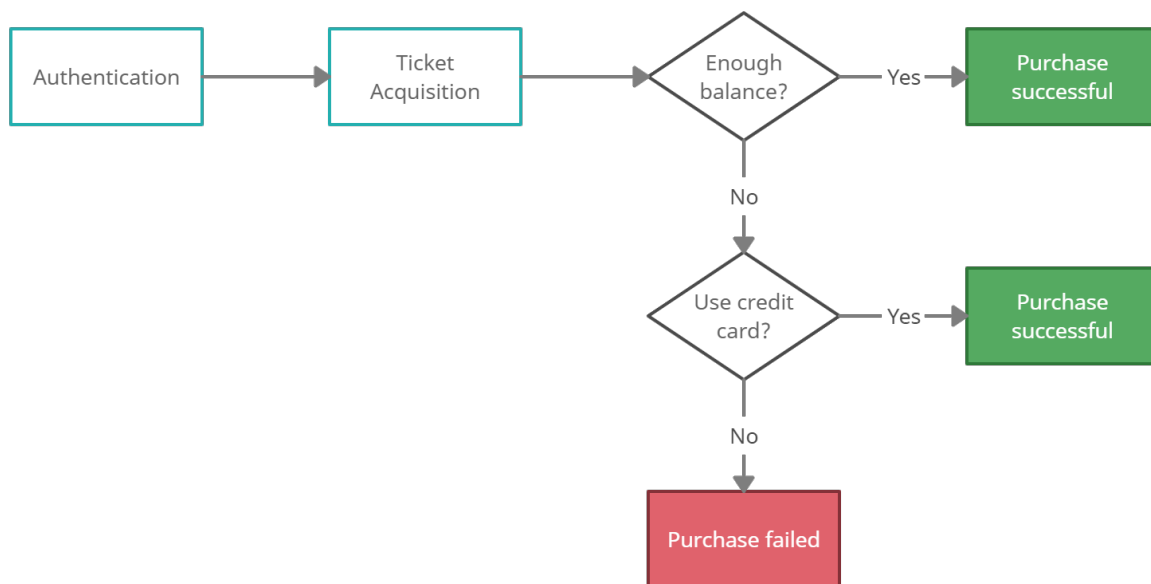 Authentication
Ticket
Acquisition
Enough
balance?
Yes
Purchase
successful
No
Use credit
card?
Yes
Purchase
successful
No
Purchase failed